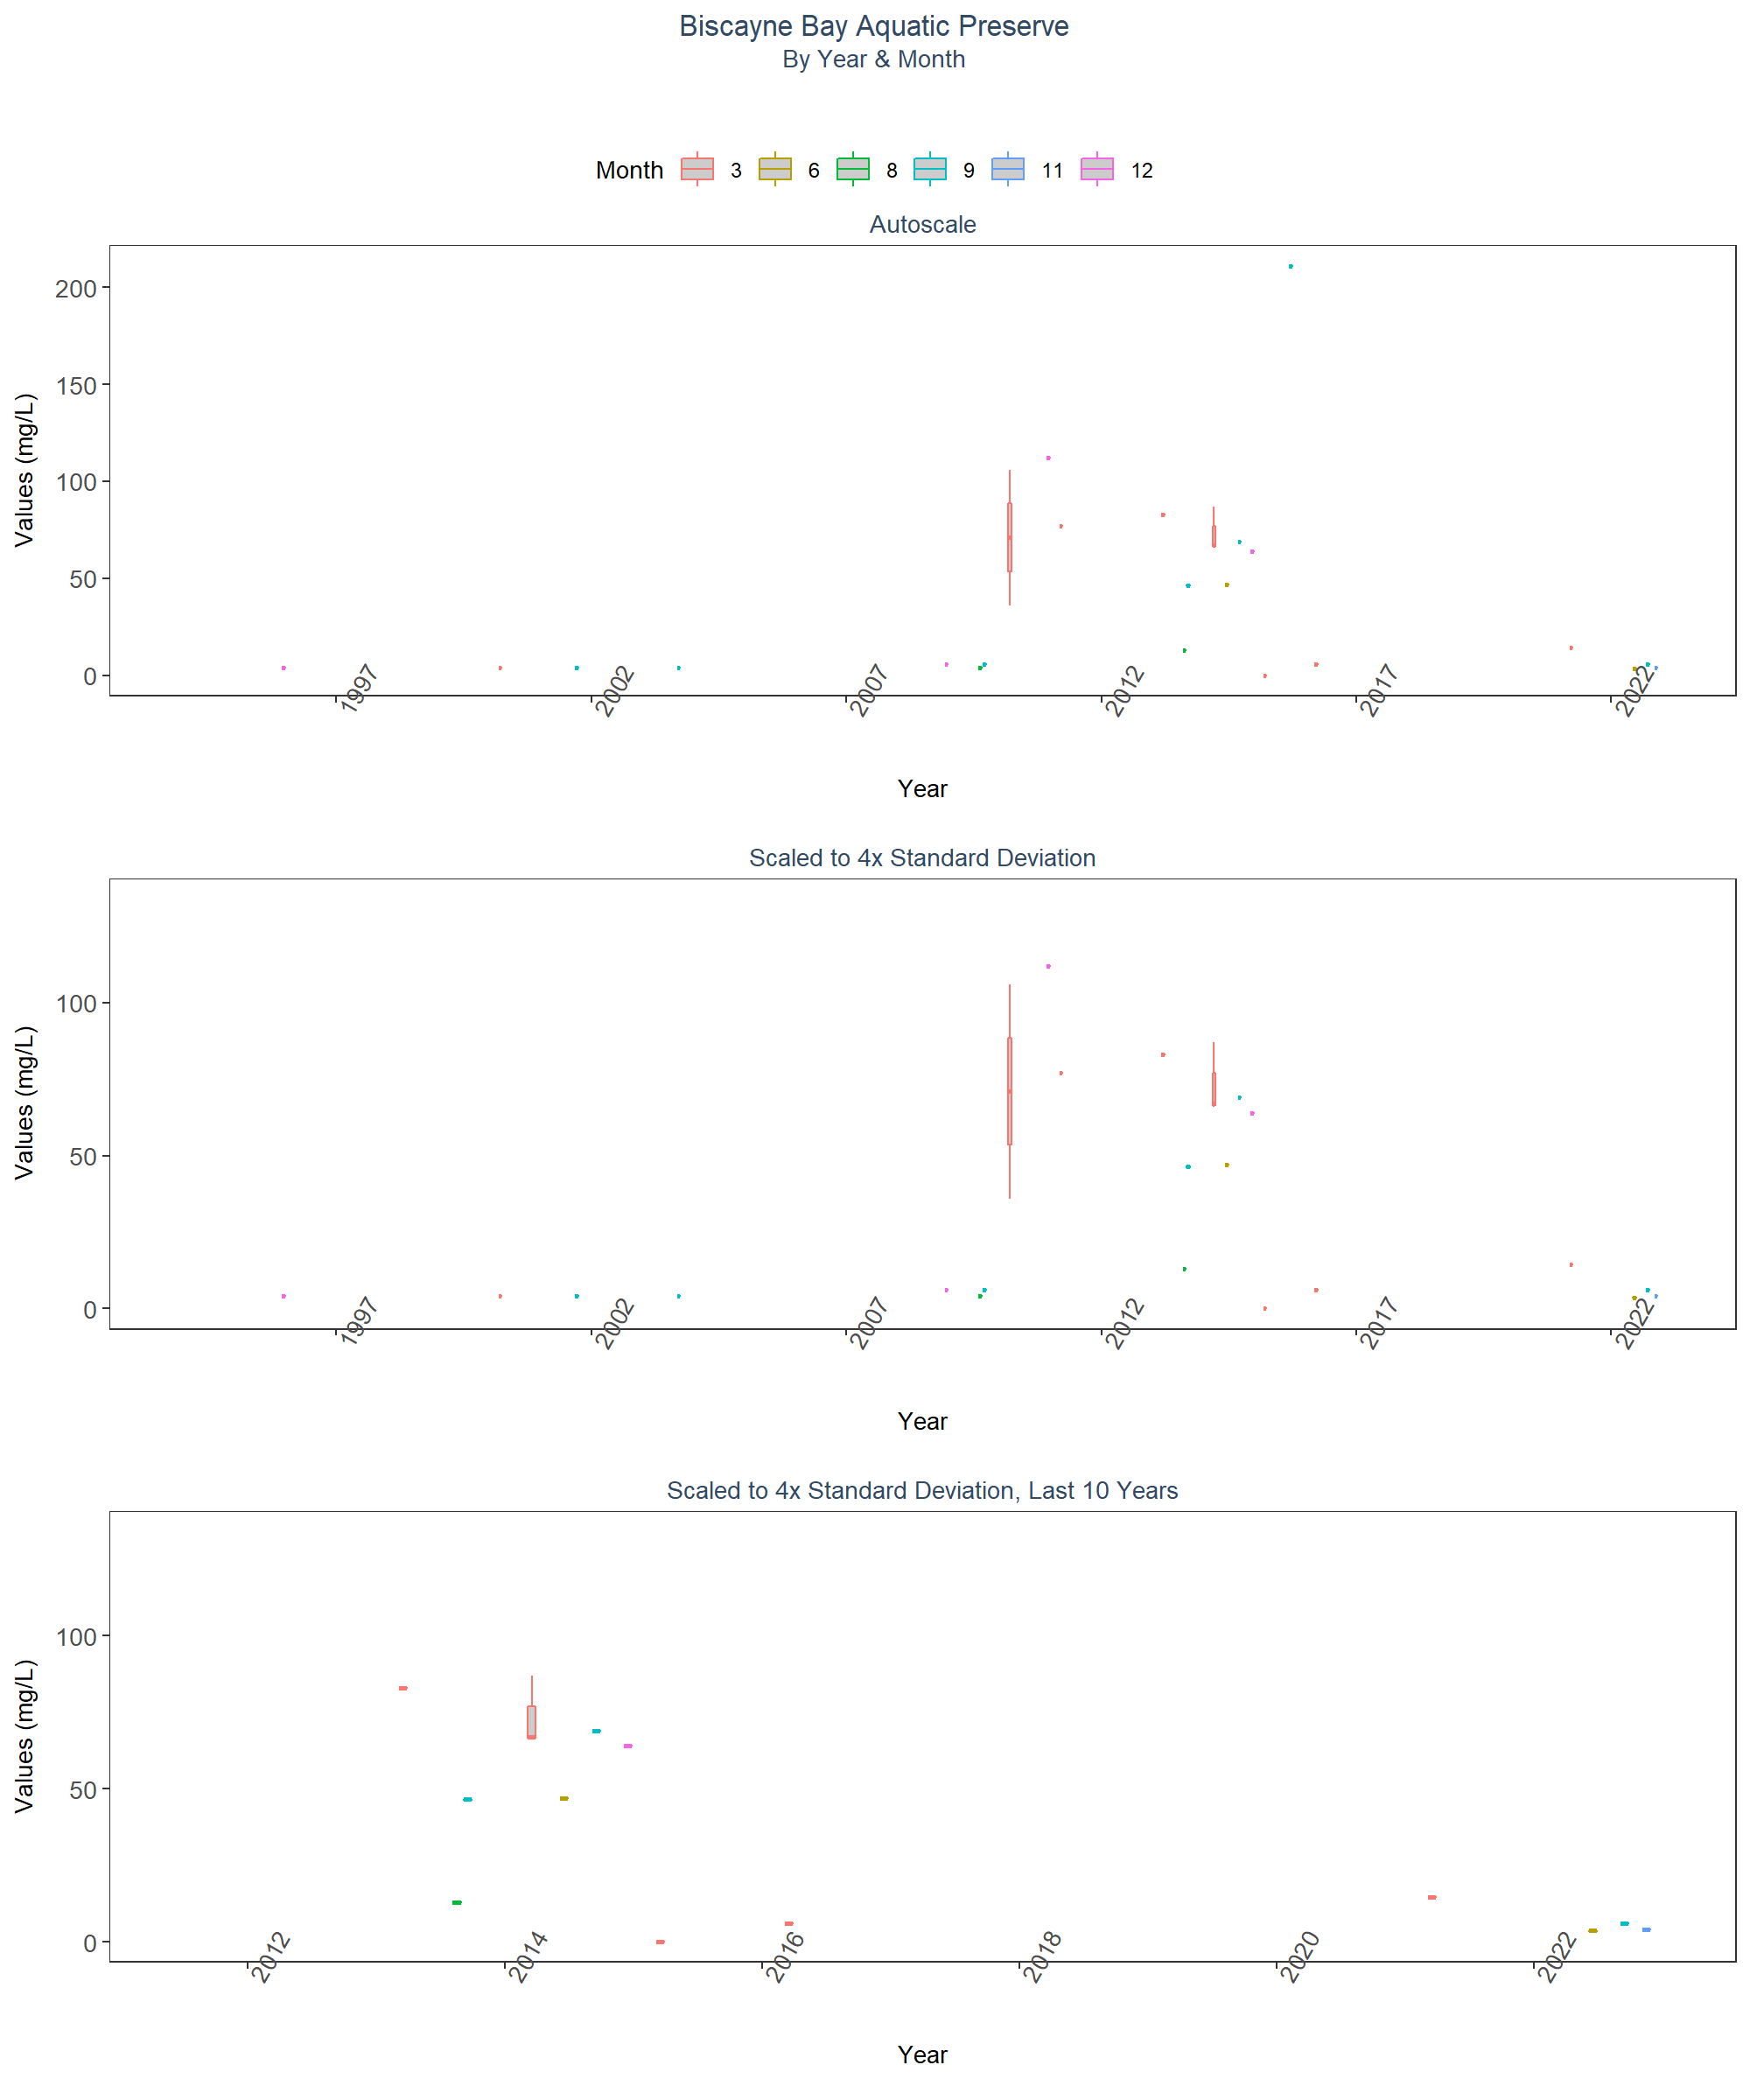 Biscayne Bay Aquatic Preserve
By Year & Month
Month 3 6 8 9 11 12
Autoscale
Values (mg/L)
200
150
100
50
0
1997 2002 2007 2012 2017 2022
Year
Scaled to 4x Standard Deviation
Values (mg/L)
100
50
0
1997 2002 2007 2012 2017 2022
Year
Scaled to 4x Standard Deviation, Last 10 Years
Values (mg/L)
100
50
0
2012 2014 2016 2018 2020 2022
Year